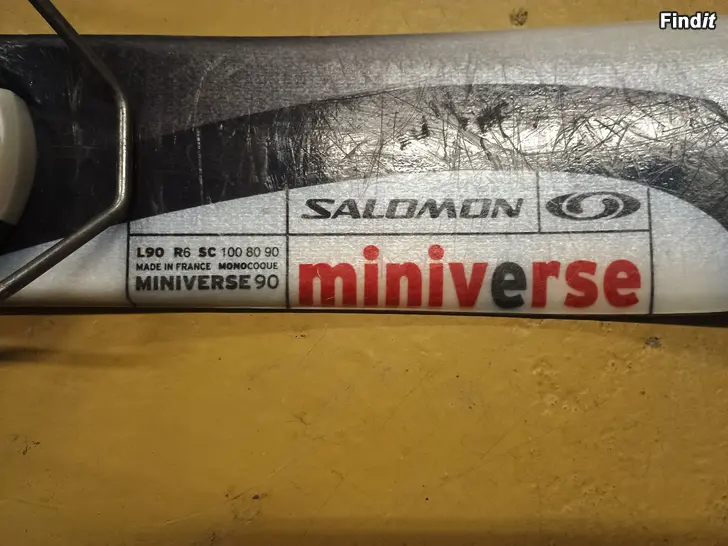 Findit
SALOMON
L90 R6 SC 100 80 90
MADE IN FRANCE MONOCOQUE
MINIVERSE 90
miniverse